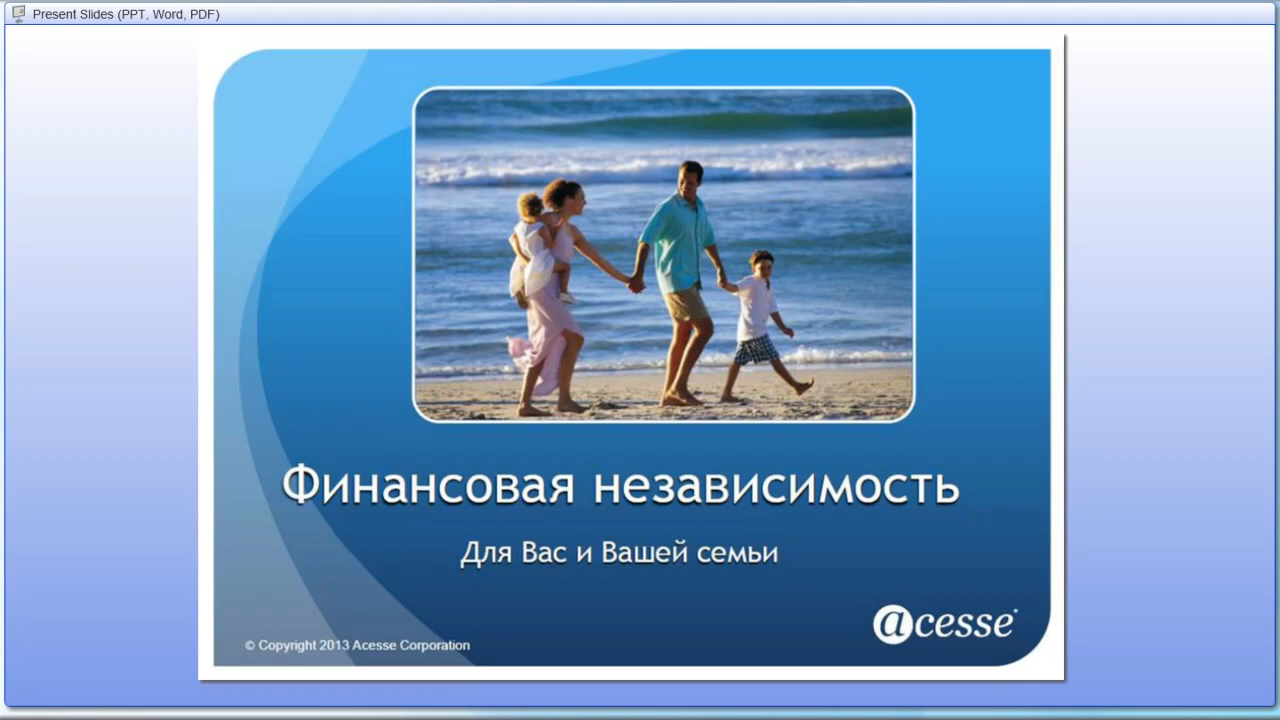 Present Slides (PPT, Word, PDF)
Финансовая независимость
Для Вас и Вашей семьи
acesse
© Copyright 2013 Acesse Corporation